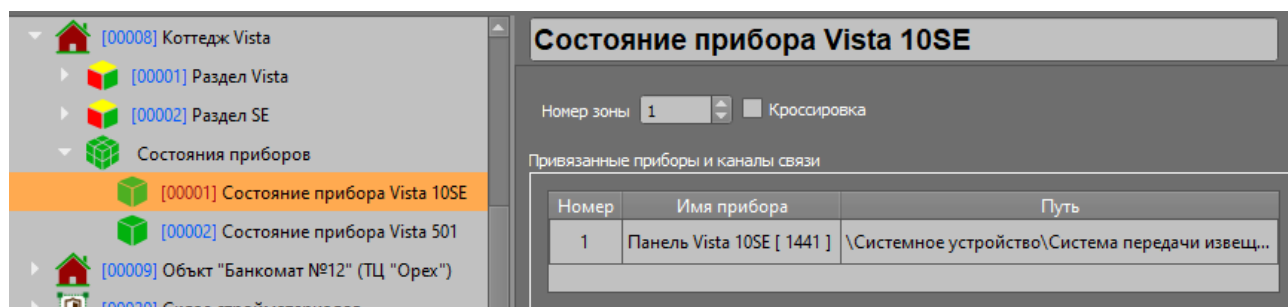 [00008] Коттедж Vista
[00001] Раздел Vista
[00002] Раздел SE
Состояния приборов
[00001] Состояние прибора Vista 10SE
[00002] Состояние прибора Vista 501
[00009] Объкт "Банкомат №12" (ТЦ "Орех")
Состояние прибора Vista 10SE
Номер зоны 1 Кроссировка
Привязанные приборы и каналы связи
Номер Имя прибора Путь
1 Панель Vista 10SE [ 1441 ] \Системное устройство\Система передачи извещ...